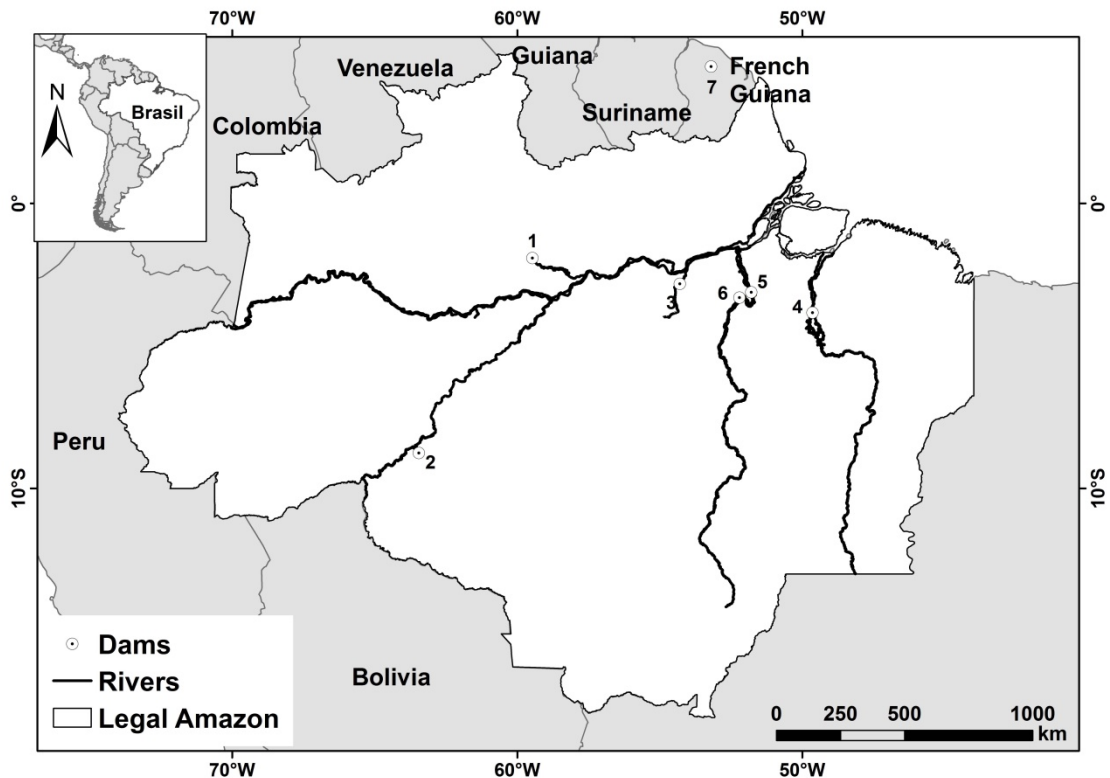 70°W 60°W 50°W
Brasil
N
Venezuela
Guiana
French
Guiana
7
Suriname
Colombia
0° 0°
1
3
6
5
4
Peru
2
10°S 10°S
Dams
Rivers
Legal Amazon
Bolivia
0 250 500 1000
km
70°W 60°W 50°W